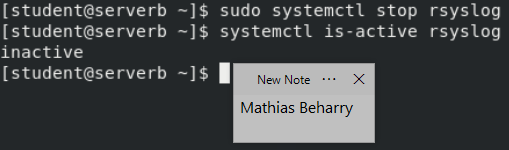 [student@serverb ~]$ sudo systemctl stop rsyslog
[student@serverb ~]$ systemctl is-active rsyslog
inactive
[student@serverb ~]$
New Note ··· ✕
Mathias Beharry